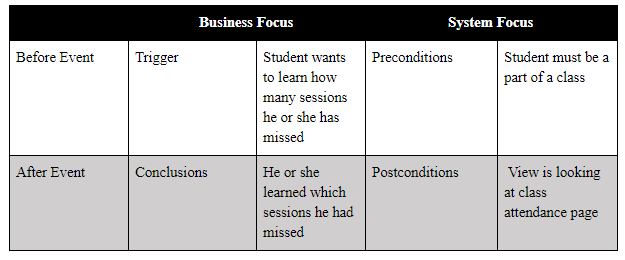 Business Focus System Focus
Before Event Trigger Student wants Preconditions Student must be a
to learn how part of a class
many sessions
he or she has
missed
After Event Conclusions He or she Postconditions View is looking
learned which at class
sessions he had attendance page
missed